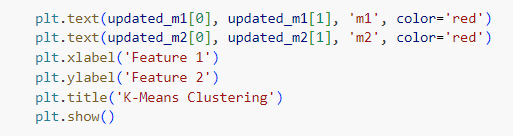 plt.text(updated_m1[0], updated_m1[1], 'm1', color='red')
plt.text(updated_m2[0], updated_m2[1], 'm2', color='red')
plt.xlabel('Feature 1')
plt.ylabel('Feature 2')
plt.title('K-Means Clustering')
plt.show()